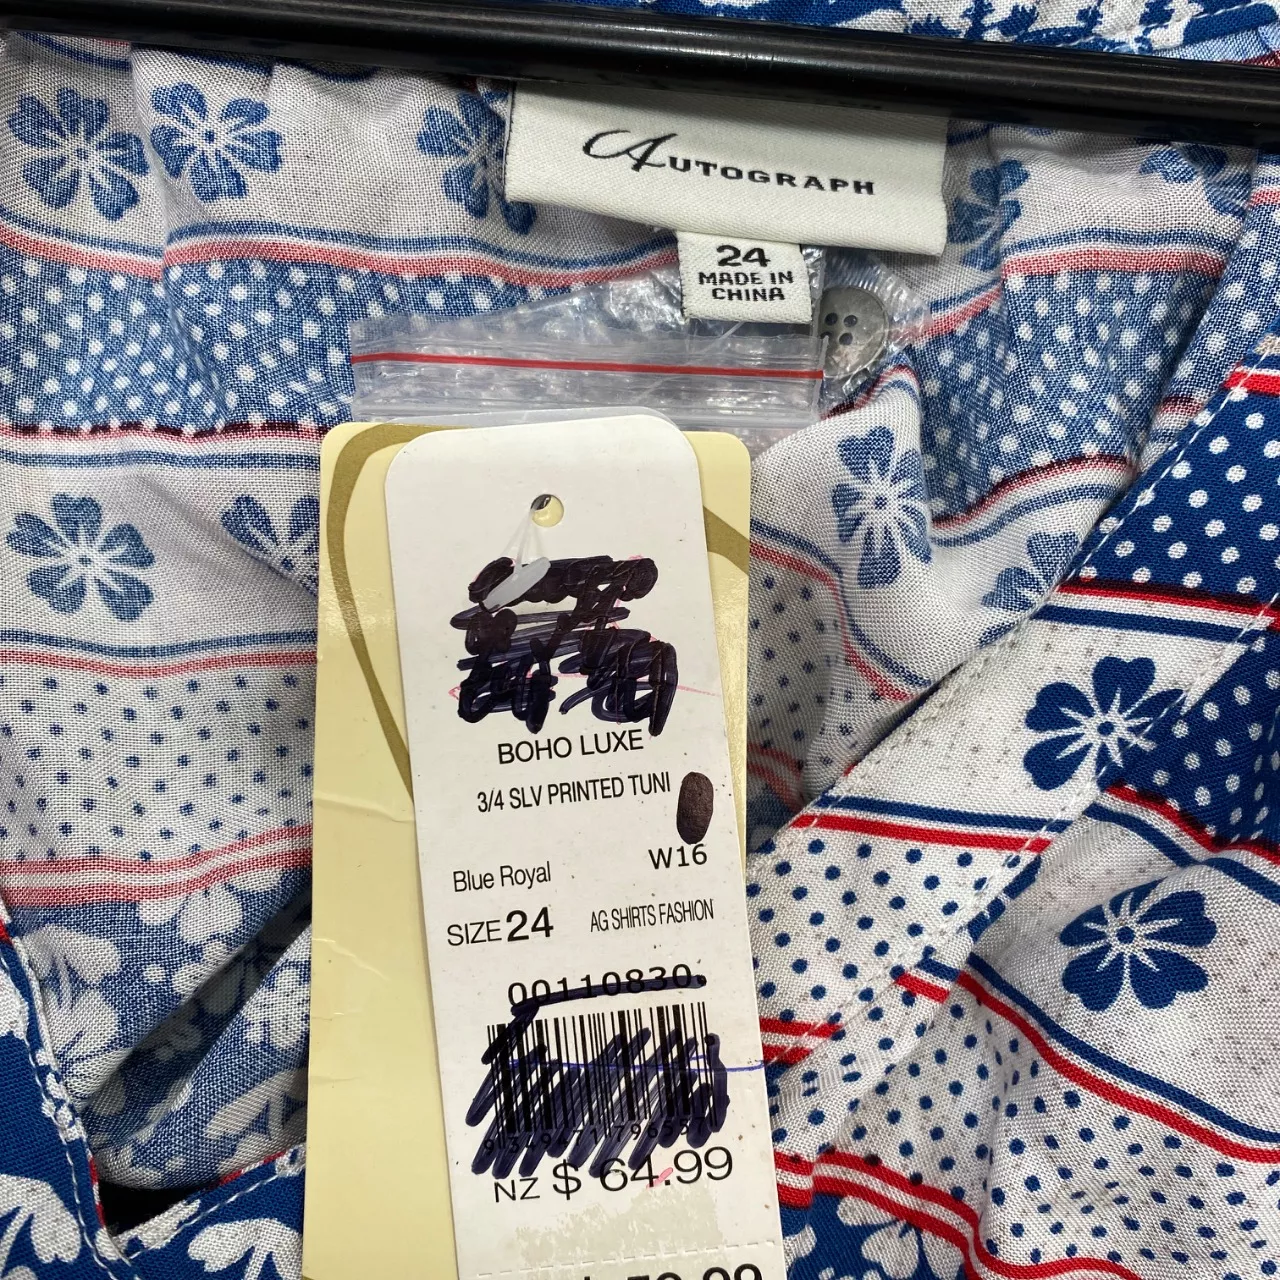 AUTOGRAPH
24
MADE IN
CHINA
BOHO LUXE
3/4 SLV PRINTED TUNI
W16
Blue Royal
SIZE 24 AG SHIRTS FASHION
00110830.
NZ $ 64.99